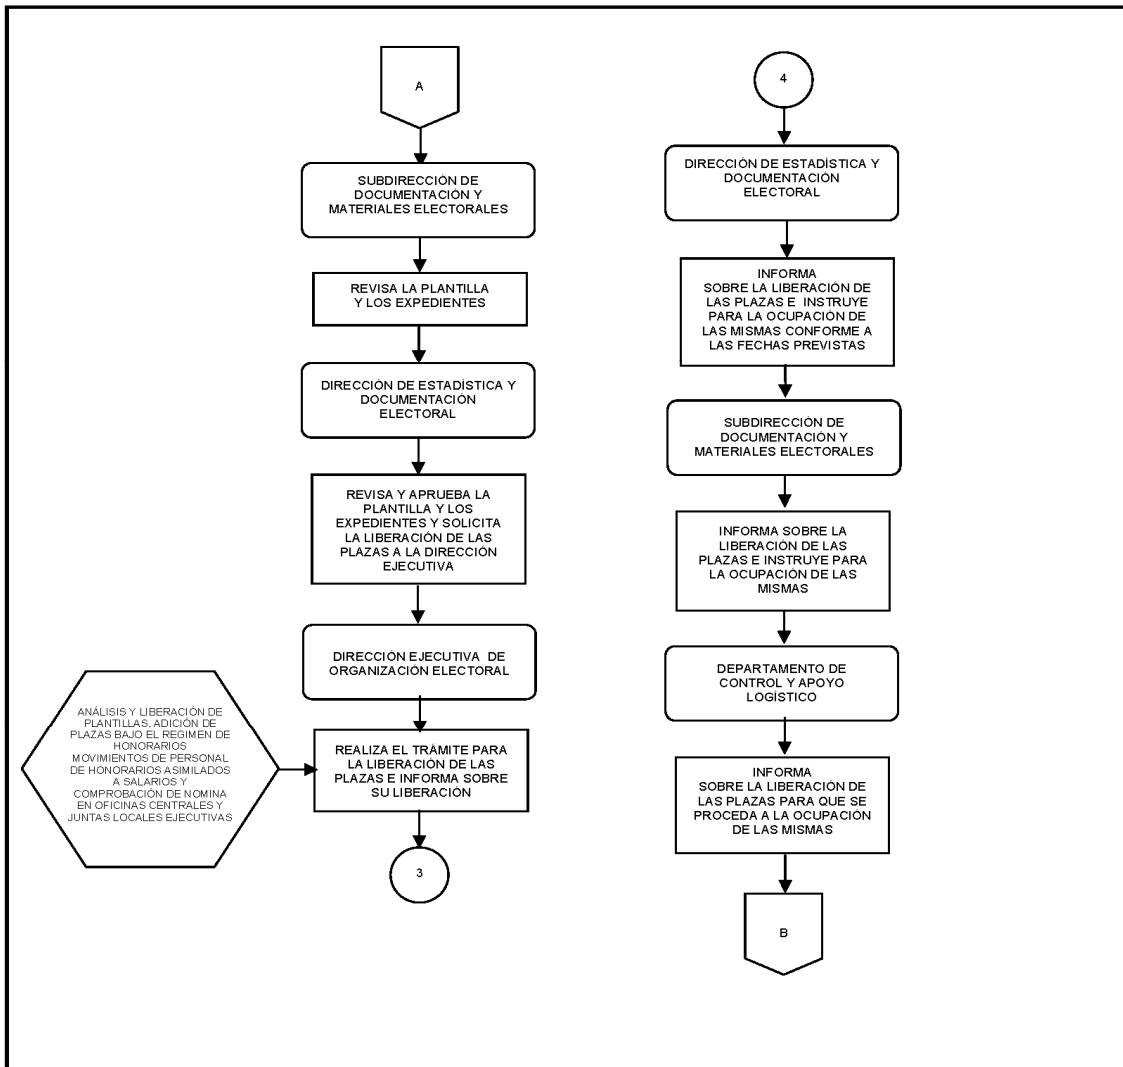 A
SUBDIRECCIÓN DE
DOCUMENTACIÓN Y
MATERIALES ELECTORALES
REVISA LA PLANTILLA
Y LOS EXPEDIENTES
DIRECCIÓN DE ESTADÍSTICA Y
DOCUMENTACIÓN
ELECTORAL
REVISA Y APRUEBA LA
PLANTILLA Y LOS
EXPEDIENTES Y SOLICITA
LA LIBERACIÓN DE LAS
PLAZAS A LA DIRECCIÓN
EJECUTIVA
DIRECCIÓN EJECUTIVA DE
ORGANIZACIÓN ELECTORAL
ANÁLISIS Y LIBERACIÓN DE
PLANTILLAS. ADICIÓN DE
PLAZAS BAJO EL REGIMEN DE
HONORARIOS
MOVIMIENTOS DE PERSONAL
DE HONORARIOS ASIMILADOS
A SALARIOS Y
COMPROBACIÓN DE NOMINA
EN OFICINAS CENTRALES Y
JUNTAS LOCALES EJECUTIVAS
REALIZA EL TRÁMITE PARA
LA LIBERACIÓN DE LAS
PLAZAS E INFORMA SOBRE
SU LIBERACIÓN
3
4
DIRECCIÓN DE ESTADÍSTICA Y
DOCUMENTACIÓN
ELECTORAL
INFORMA
SOBRE LA LIBERACIÓN DE
LAS PLAZAS E INSTRUYE
PARA LA OCUPACIÓN DE
LAS MISMAS CONFORME A
LAS FECHAS PREVISTAS
SUBDIRECCIÓN DE
DOCUMENTACIÓN Y
MATERIALES ELECTORALES
INFORMA SOBRE LA
LIBERACIÓN DE LAS
PLAZAS E INSTRUYE PARA
LA OCUPACIÓN DE LAS
MISMAS
DEPARTAMENTO DE
CONTROL Y APOYO
LOGÍSTICO
INFORMA
SOBRE LA LIBERACIÓN DE
LAS PLAZAS PARA QUE SE
PROCEDA A LA OCUPACIÓN
DE LAS MISMAS
B